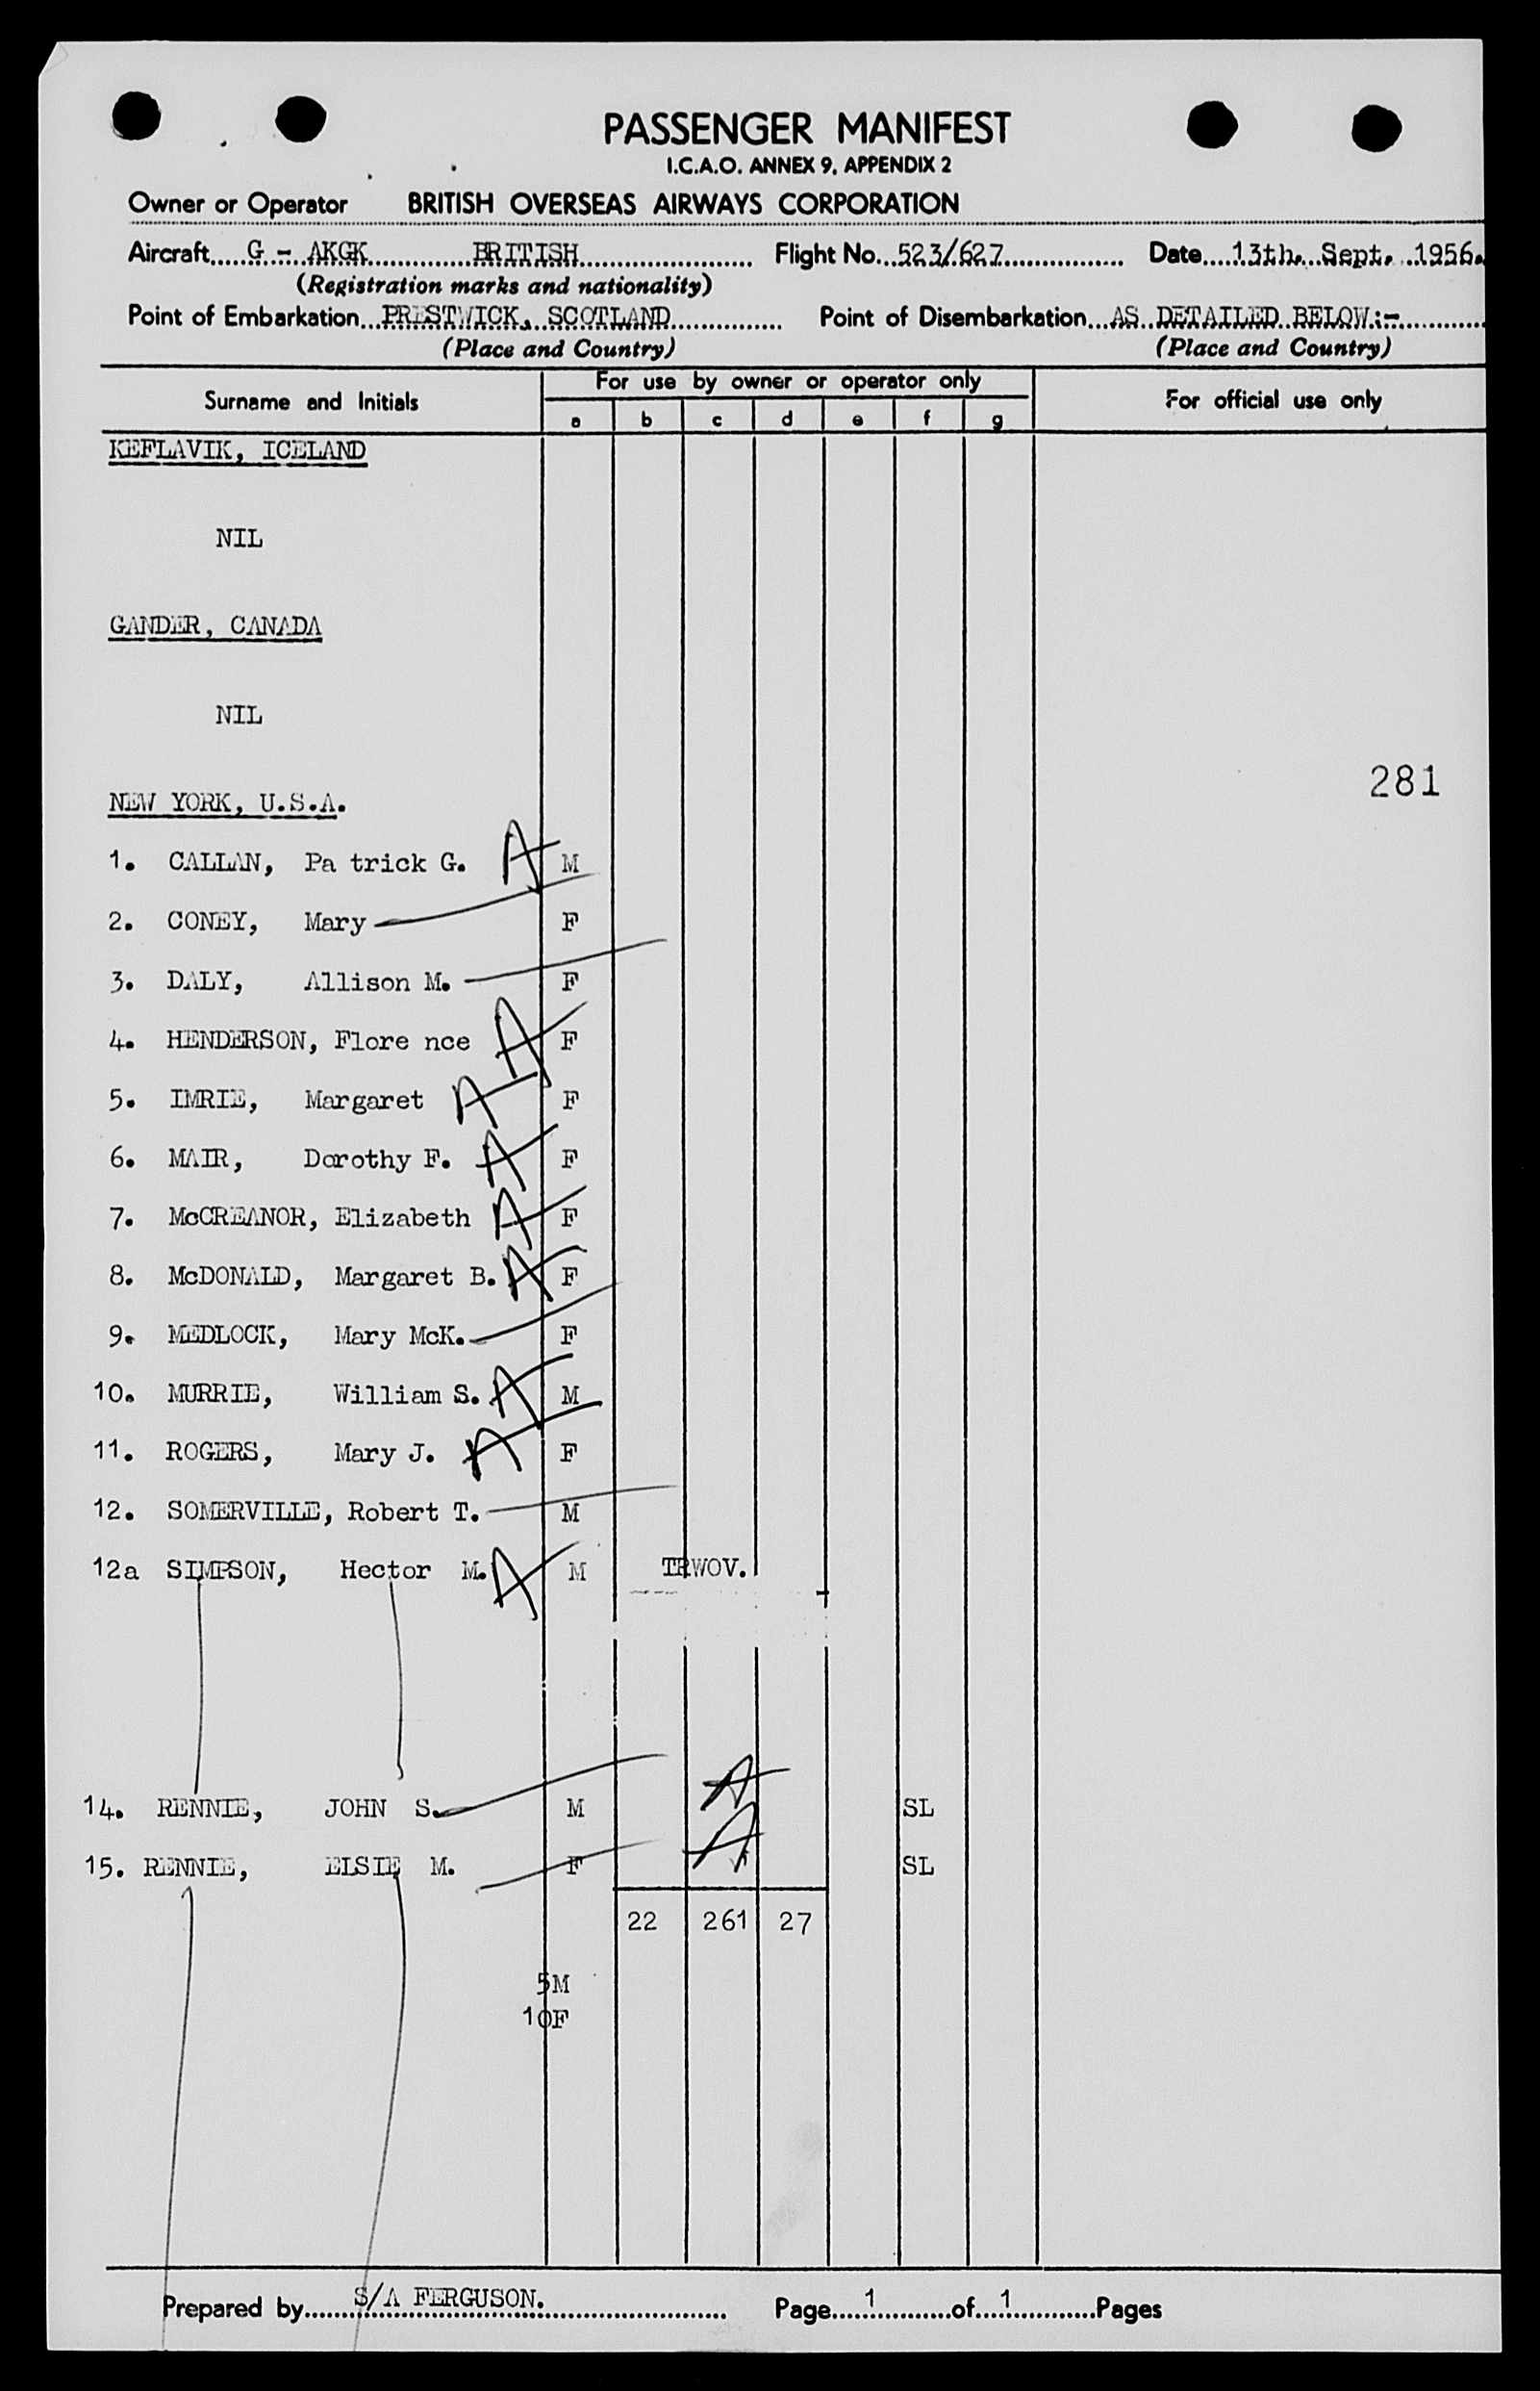 PASSENGER MANIFEST
I.C.A.O. ANNEX 9, APPENDIX 2
Owner or Operator BRITISH OVERSEAS AIRWAYS CORPORATION
Aircraft G - AKGK BRITISH Flight No. 523/627 Date 13th. Sept. 1956.
(Registration marks and nationality)
Point of Embarkation PRESTWICK, SCOTLAND Point of Disembarkation AS DETAILED BELOW:-
(Place and Country) (Place and Country)
Surname and Initials For use by owner or operator only For official use only
a b c d e f g
KEFLAVIK, ICELAND
NIL
GANDER, CANADA
NIL
281
NEW YORK, U.S.A.
1. CALLAN, Pa trick G. A M
2. CONEY, Mary F
3. DALY, Allison M. F
4. HENDERSON, Flore nce A F
5. IMRIE, Margaret A F
6. MAIR, Dorothy F. A F
7. McCREANOR, Elizabeth A F
8. McDONALD, Margaret B. A F
9. MEDLOCK, Mary McK. F
10. MURRIE, William S. A M
11. ROGERS, Mary J. A F
12. SOMERVILLE, Robert T. M
12a SIMPSON, Hector M. A M TRWOV.
14. RENNIE, JOHN S. M A SL
15. RENNIE, ELSIE M. F A SL
22 261 27
5M
10F
Prepared by S/A FERGUSON. Page 1 of 1 Pages